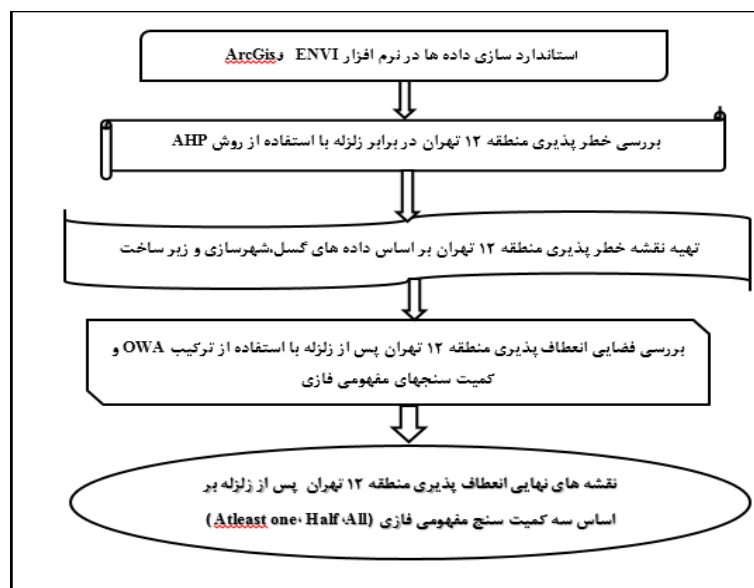 استاندارد سازی داده ها در نرم افزار ENVI وArcGis
بررسی خطر پذیری منطقه ۱۲ تهران در برابر زلزله با استفاده از روش AHP
تهیه نقشه خطر پذیری منطقه ۱۲ تهران بر اساس داده های گسل،شهرسازی و زیر ساخت
بررسی فضایی انعطاف پذیری منطقه ۱۲ تهران پس از زلزله با استفاده از ترکیب OWA و
کمیت سنجهای مفهومی فازی
نقشه های نهایی انعطاف پذیری منطقه ۱۲ تهران پس از زلزله بر
اساس سه کمیت سنج مفهومی فازی (Atleast one، Half ،All)